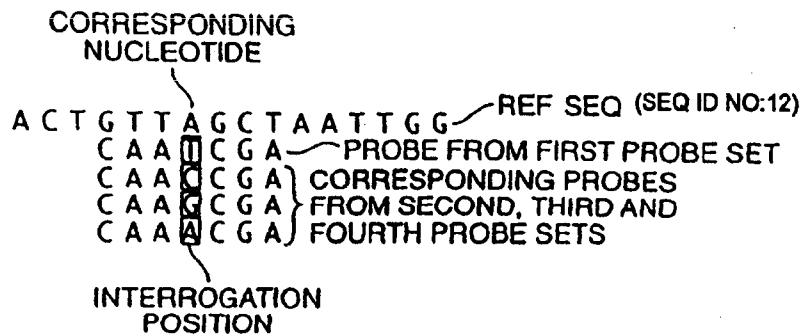 CORRESPONDING
NUCLEOTIDE
A C T G T T A G C T A A T T G G REF SEQ (SEQ ID NO:12)
C A A T C G A PROBE FROM FIRST PROBE SET
C A A C C G A CORRESPONDING PROBES
C A A G C G A FROM SECOND, THIRD AND
C A A A C G A FOURTH PROBE SETS
INTERROGATION
POSITION